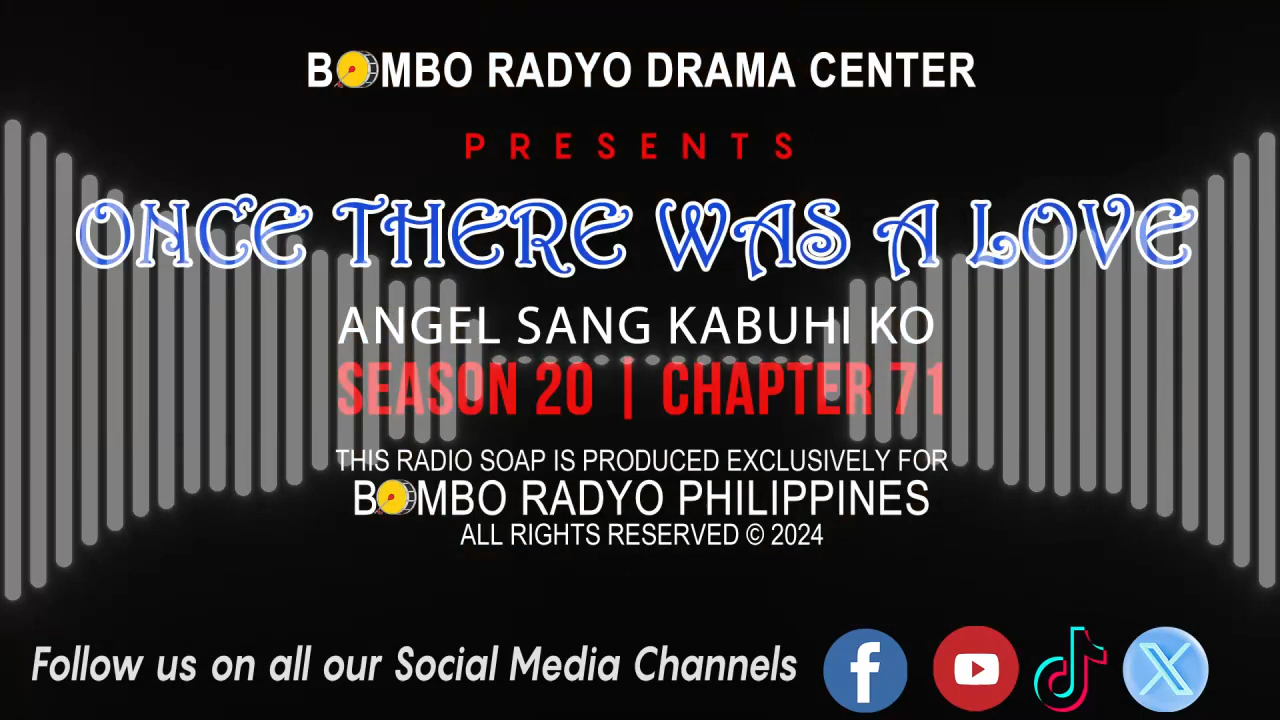 BOMBO RADYO DRAMA CENTER
PRESENTS
ONCE THERE WAS A LOVE
ANGEL SANG KABUHI KO
SEASON 20 | CHAPTER 71
THIS RADIO SOAP IS PRODUCED EXCLUSIVELY FOR
BOMBO RADYO PHILIPPINES
ALL RIGHTS RESERVED © 2024
Follow us on all our Social Media Channels